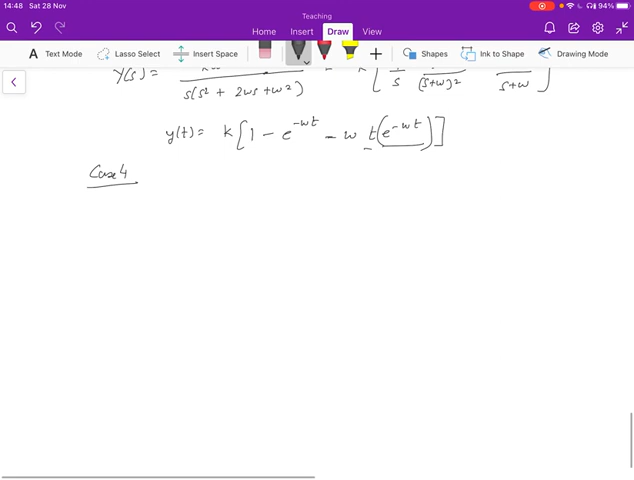 14:48 Sat 28 Nov
Teaching
94%
Home Insert Draw View
A Text Mode Lasso Select Insert Space + Shapes Ink to Shape Drawing Mode
Y(s) =
s(s² + 2ws + w²)
s
(s+w)²
s+w
y(t) = k[1 - e^{-wt} - w t(e^{-wt})]
Case 4